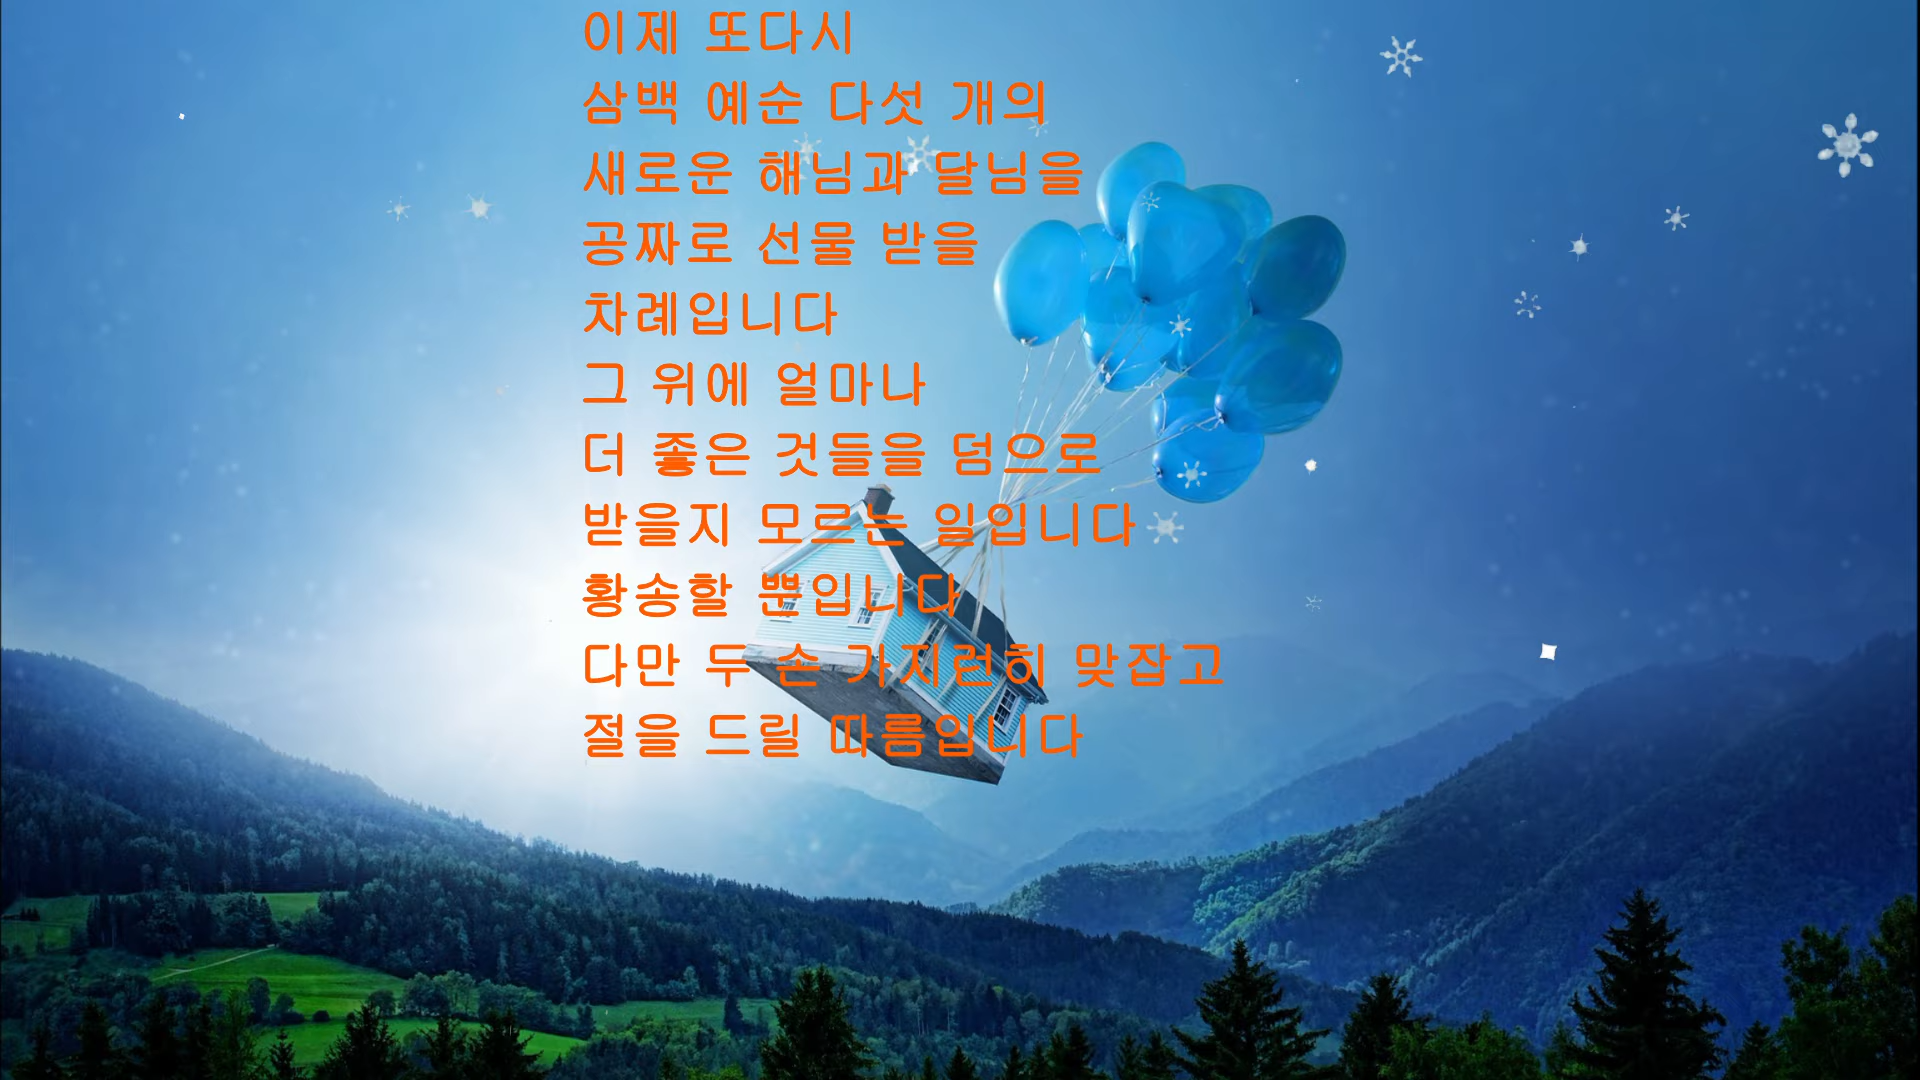 이제 또다시
삼백 예순 다섯 개의
새로운 해님과 달님을
공짜로 선물 받을
차례입니다
그 위에 얼마나
더 좋은 것들을 덤으로
받을지 모르는 일입니다
황송할 뿐입니다
다만 두 손 가지런히 맞잡고
절을 드릴 따름입니다